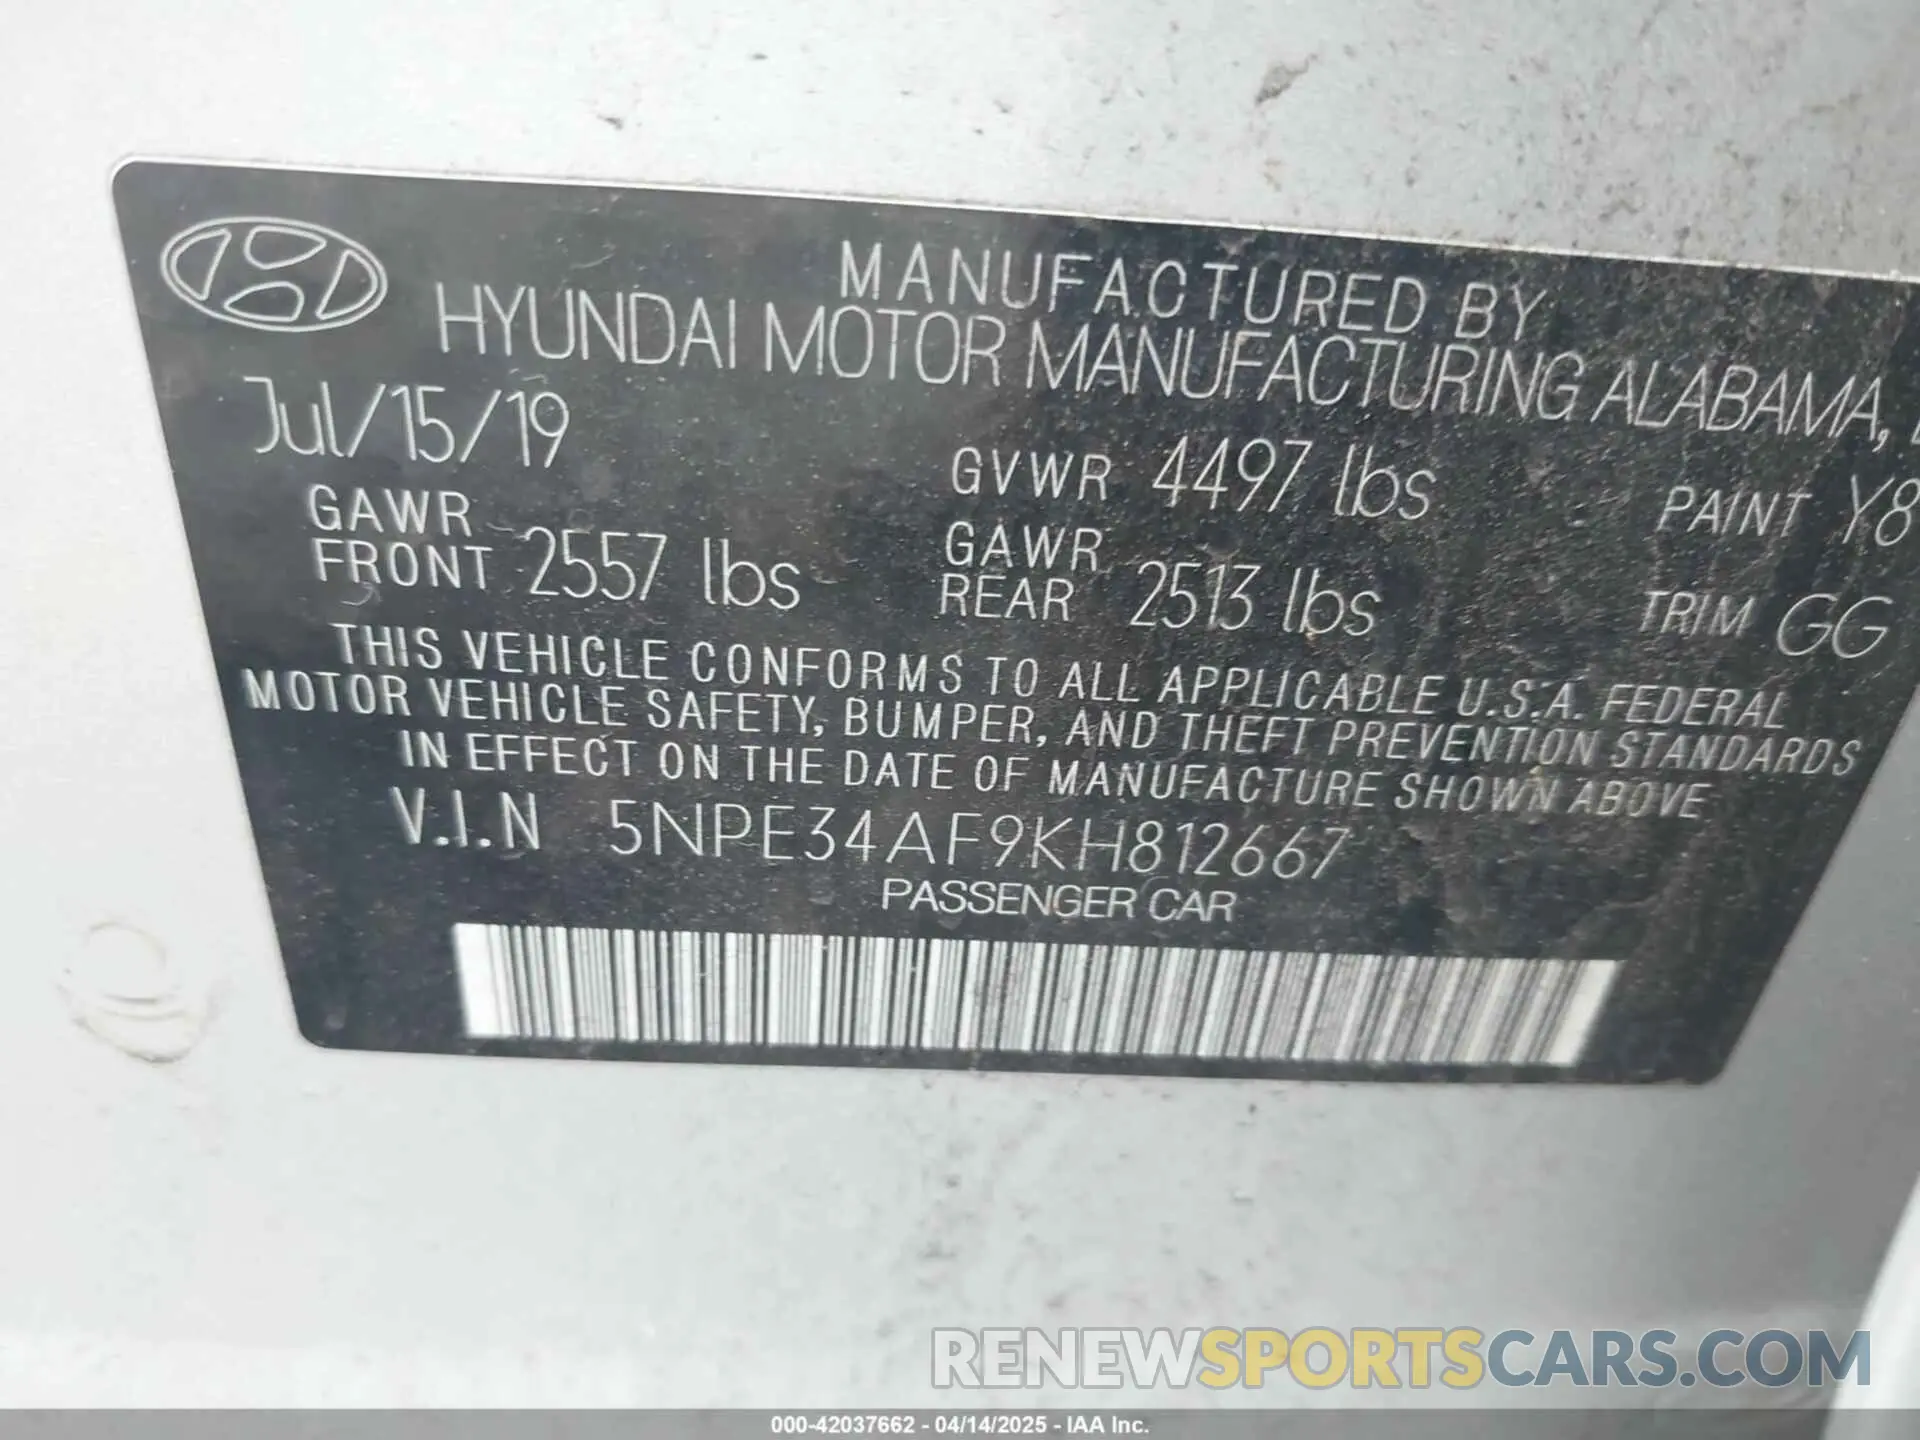 MANUFACTURED BY
HYUNDAI MOTOR MANUFACTURING ALABAMA,
Jul/15/19 GVWR 4497 lbs PAINT Y8
GAWR FRONT 2557 lbs GAWR REAR 2513 lbs TRIM GG
THIS VEHICLE CONFORMS TO ALL APPLICABLE U.S.A. FEDERAL
MOTOR VEHICLE SAFETY, BUMPER, AND THEFT PREVENTION STANDARDS
IN EFFECT ON THE DATE OF MANUFACTURE SHOWN ABOVE
V.I.N 5NPE34AF9KH812667
PASSENGER CAR
RENEWSPORTSCARS.COM
000-42037662 - 04/14/2025 - IAA Inc.